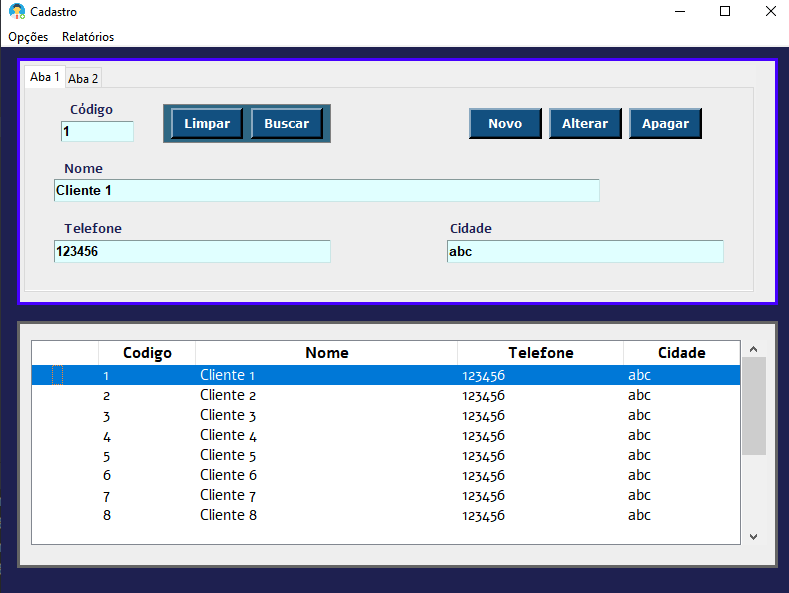 Cadastro
Opções Relatórios
Aba 1 Aba 2
Código
1 Limpar Buscar Novo Alterar Apagar
Nome
Cliente 1
Telefone Cidade
123456 abc
Codigo Nome Telefone Cidade
1 Cliente 1 123456 abc
2 Cliente 2 123456 abc
3 Cliente 3 123456 abc
4 Cliente 4 123456 abc
5 Cliente 5 123456 abc
6 Cliente 6 123456 abc
7 Cliente 7 123456 abc
8 Cliente 8 123456 abc